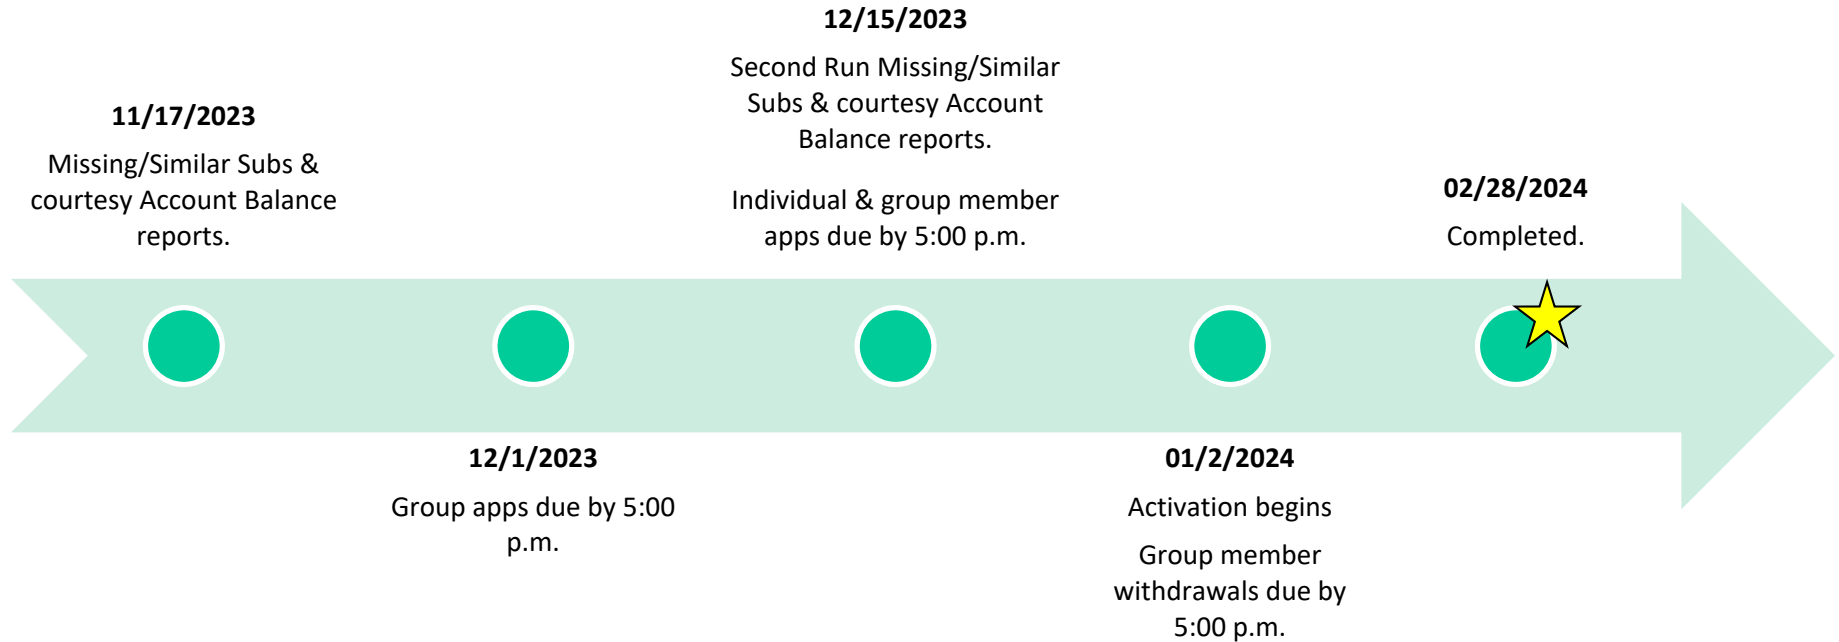 11/17/2023
Missing/Similar Subs &
courtesy Account Balance
reports.
12/1/2023
Group apps due by 5:00
p.m.
12/15/2023
Second Run Missing/Similar
Subs & courtesy Account
Balance reports.
Individual & group member
apps due by 5:00 p.m.
01/2/2024
Activation begins
Group member
withdrawals due by
5:00 p.m.
02/28/2024
Completed.